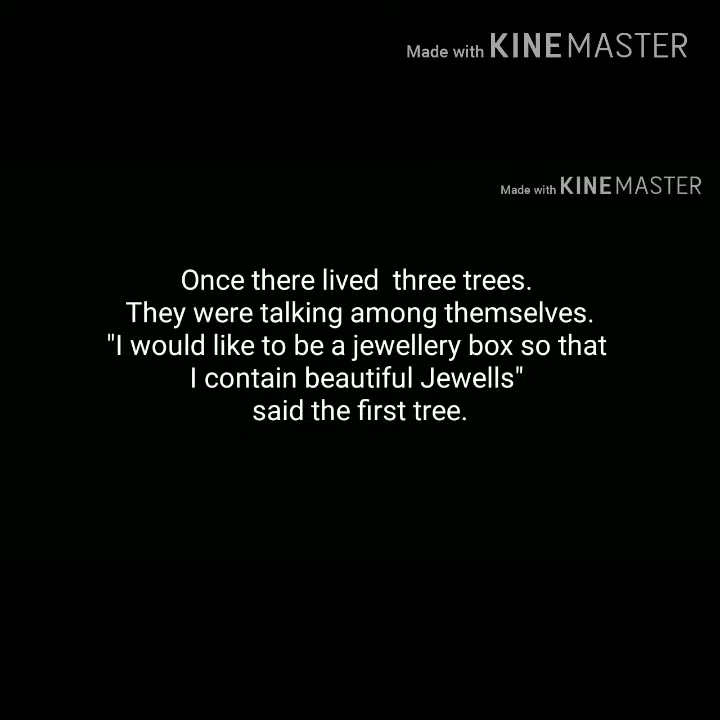 Made with KINEMASTER
Made with KINEMASTER
Once there lived  three trees.
They were talking among themselves.
"I would like to be a jewellery box so that
I contain beautiful Jewells"
said the first tree.